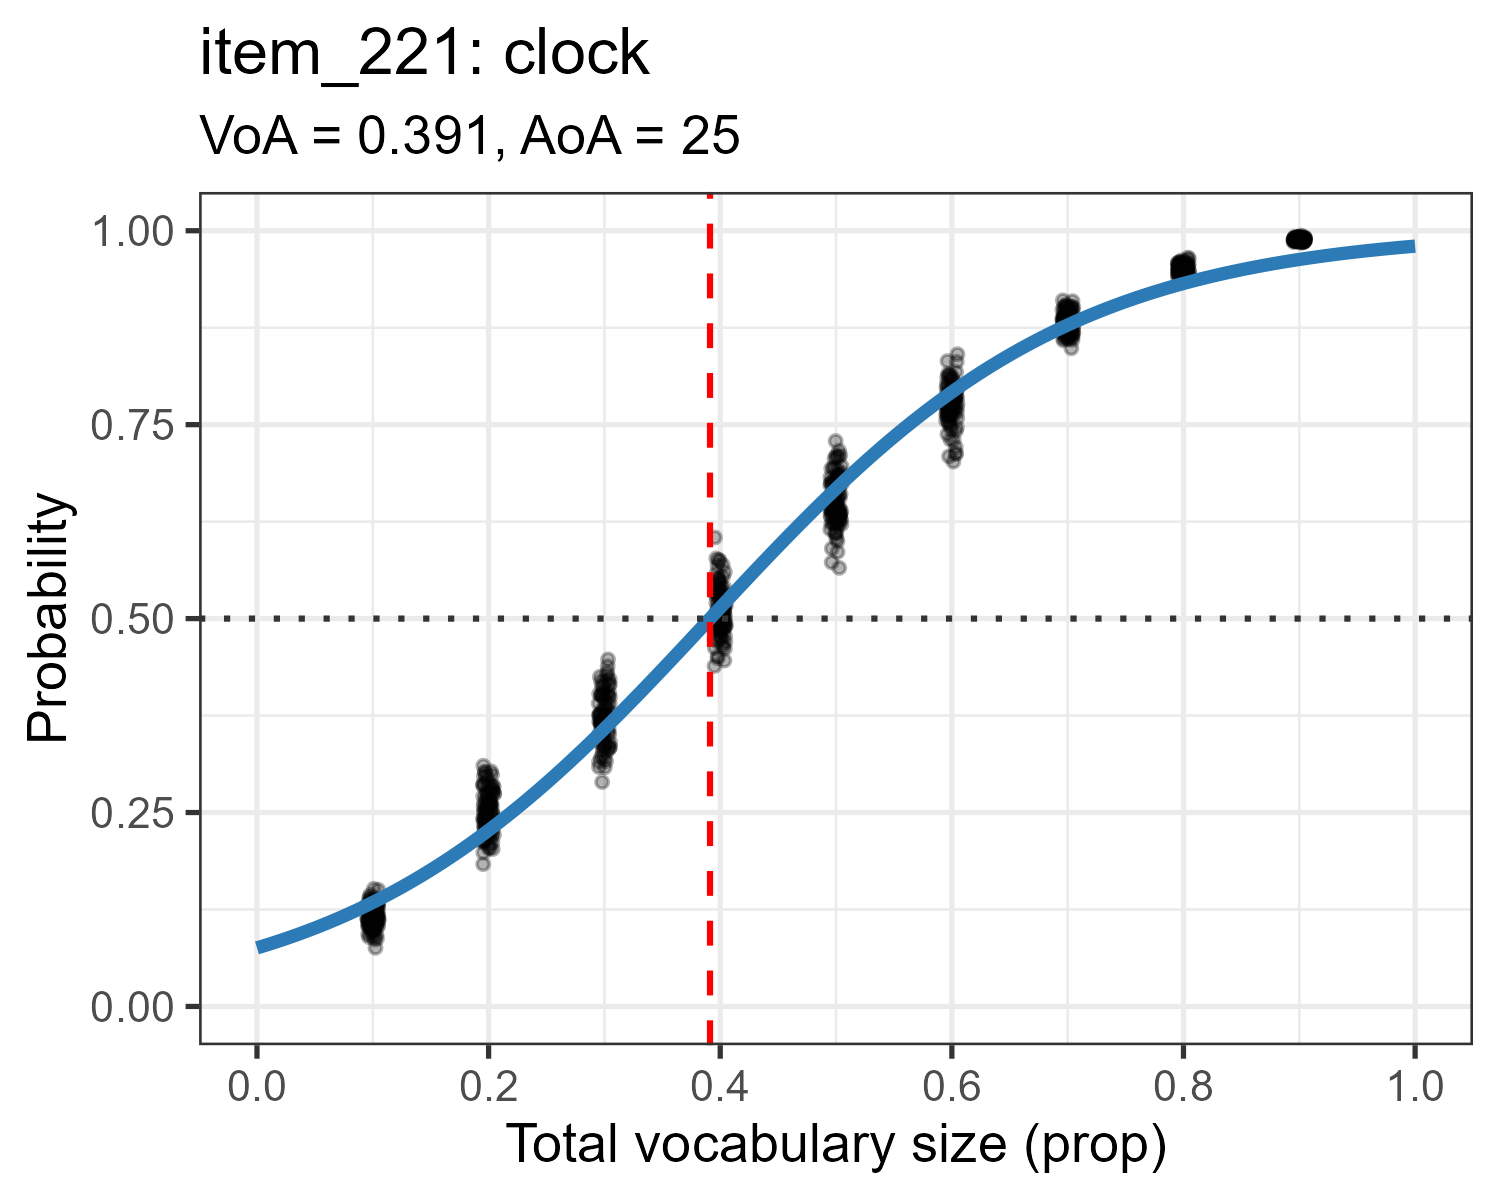 item_221: clock
VoA = 0.391, AoA = 25
Probability
1.00
0.75
0.50
0.25
0.00
0.0 0.2 0.4 0.6 0.8 1.0
Total vocabulary size (prop)